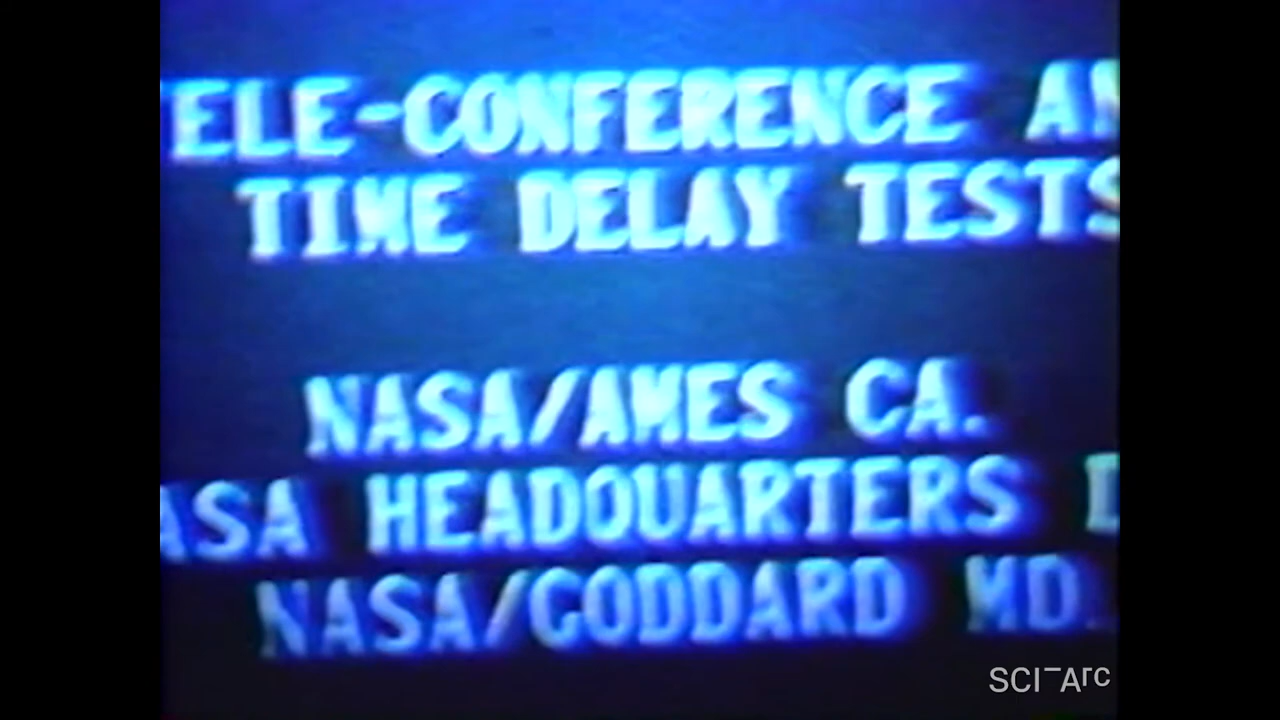 ELE-CONFERENCE AN
TIME DELAY TESTS
NASA/AMES CA.
ASA HEADQUARTERS D
NASA/GODDARD MD.
SCI-Arc